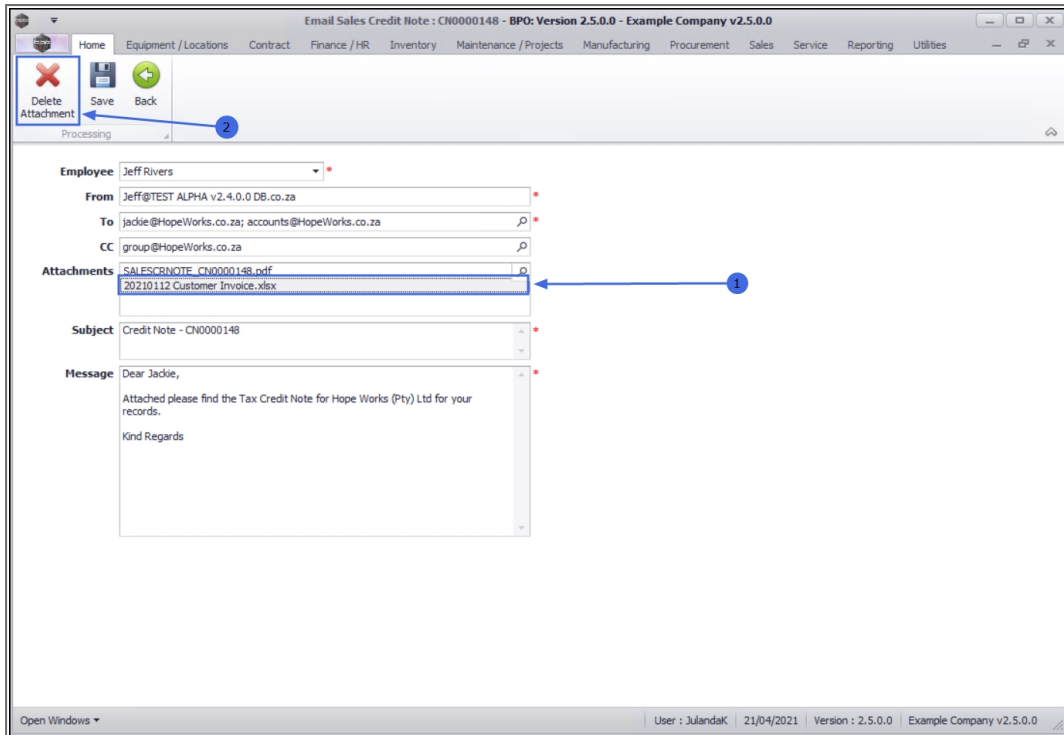 Email Sales Credit Note : CN0000148 - BPO: Version 2.5.0.0 - Example Company v2.5.0.0
Home Equipment / Locations Contract Finance / HR Inventory Maintenance / Projects Manufacturing Procurement Sales Service Reporting Utilities
Delete Attachment
Save
Back
2
Processing
Employee Jeff Rivers *
From Jeff@TEST ALPHA v2.4.0.0 DB.co.za *
To jackie@HopeWorks.co.za; accounts@HopeWorks.co.za *
CC group@HopeWorks.co.za
Attachments SALESCRNOTE_CN0000148.pdf
20210112 Customer Invoice.xlsx
1
Subject Credit Note - CN0000148 *
Message Dear Jackie, *
Attached please find the Tax Credit Note for Hope Works (Pty) Ltd for your
records.
Kind Regards
Open Windows User : JulandaK 21/04/2021 Version : 2.5.0.0 Example Company v2.5.0.0